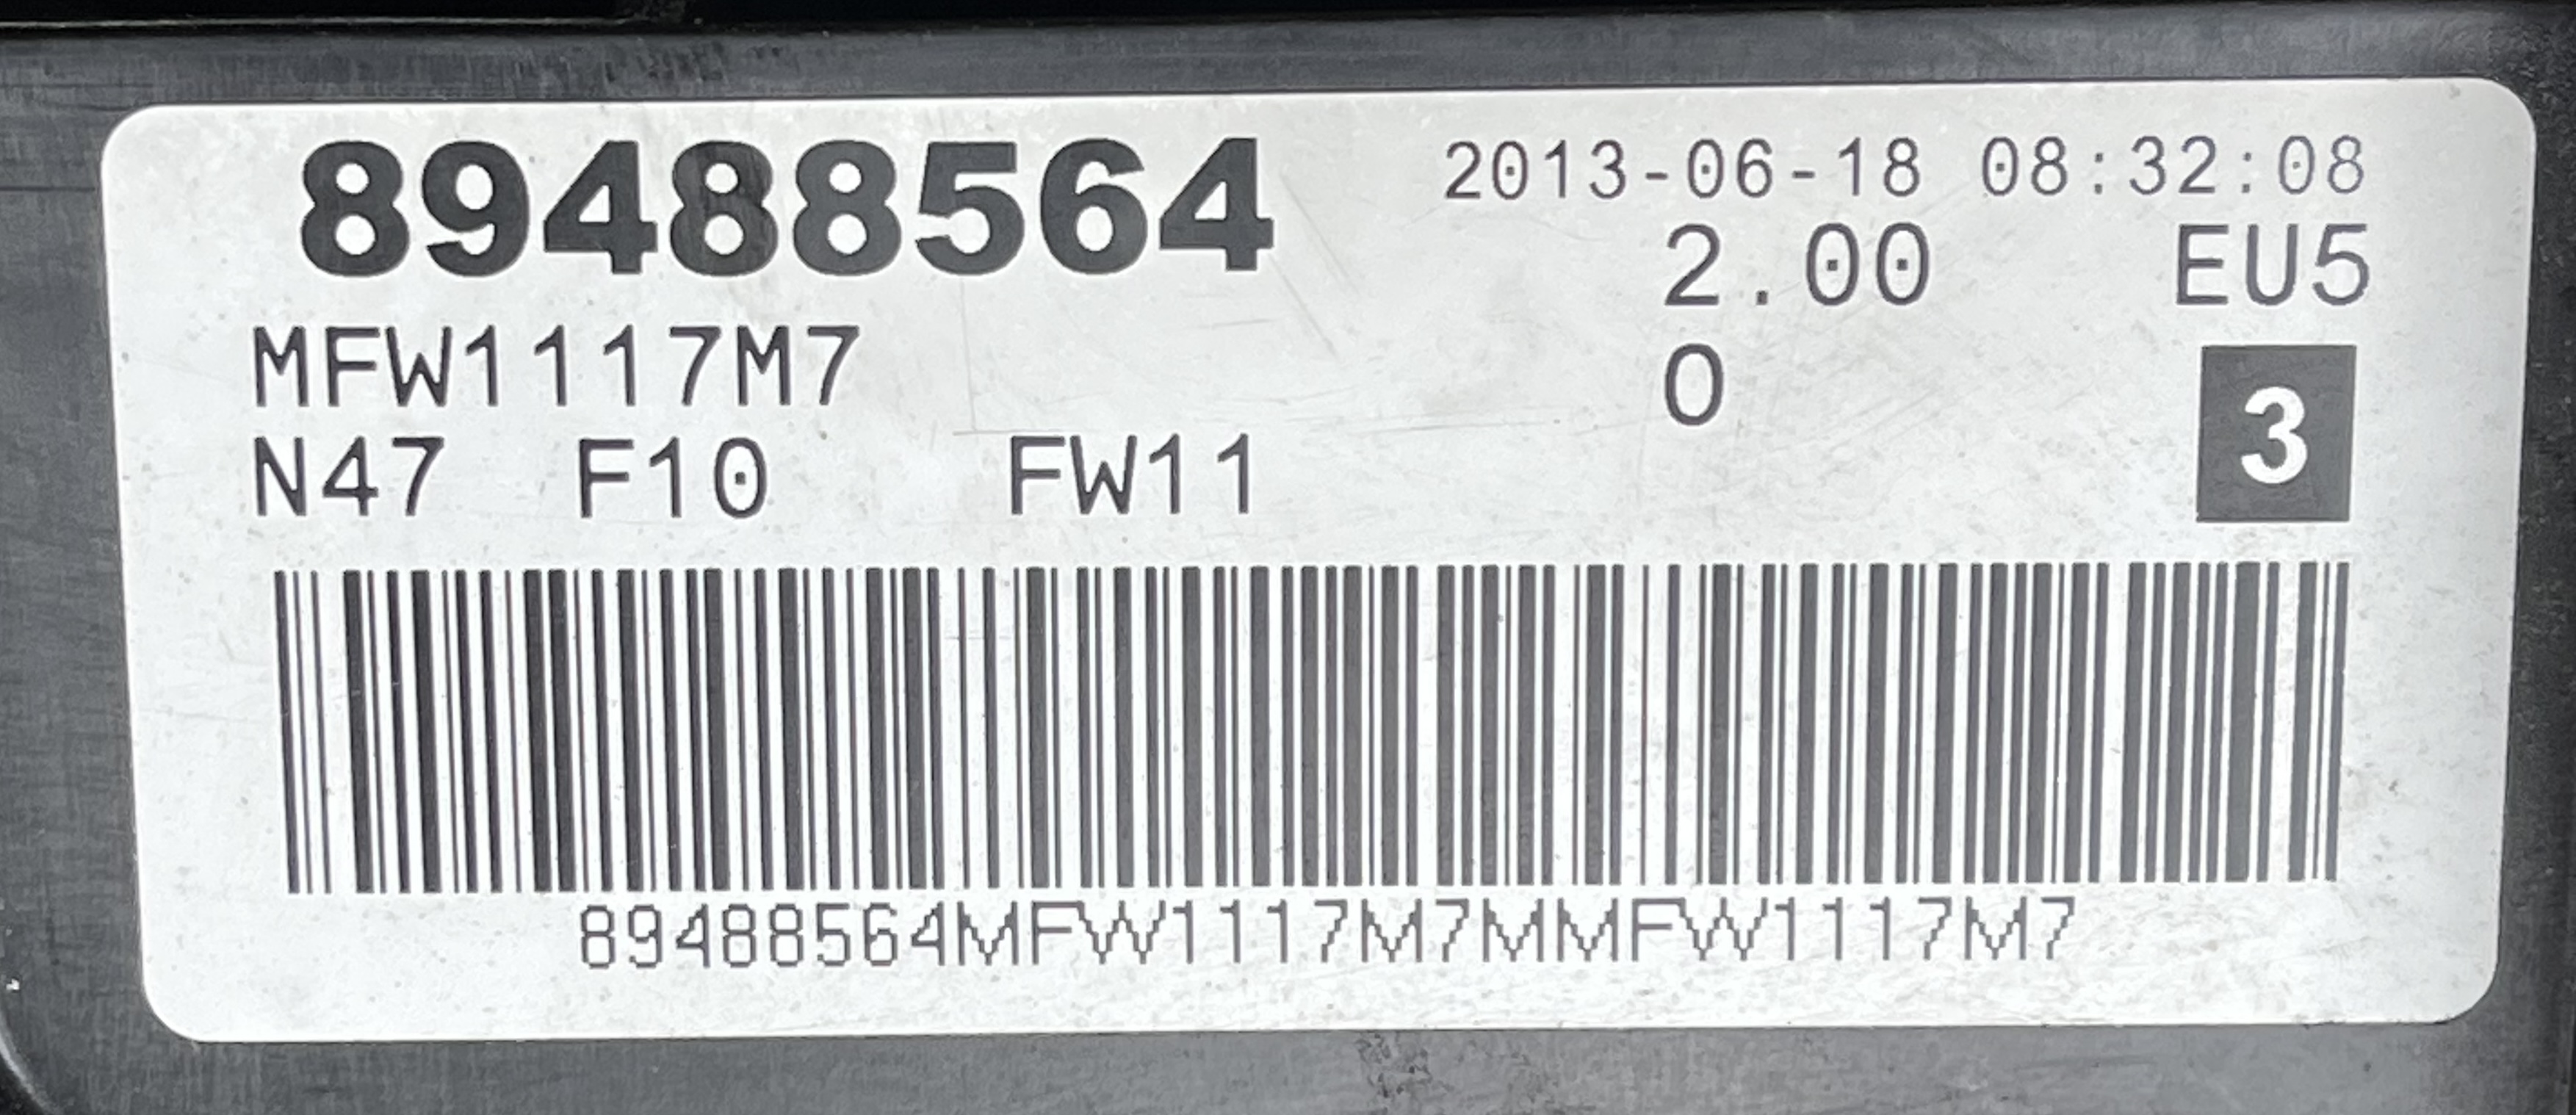 89488564 2013-06-18 08:32:08
2.00 EU5
MFW1117M7 0
3
N47 F10 FW11
89488564MFW1117M7MMFW1117M7